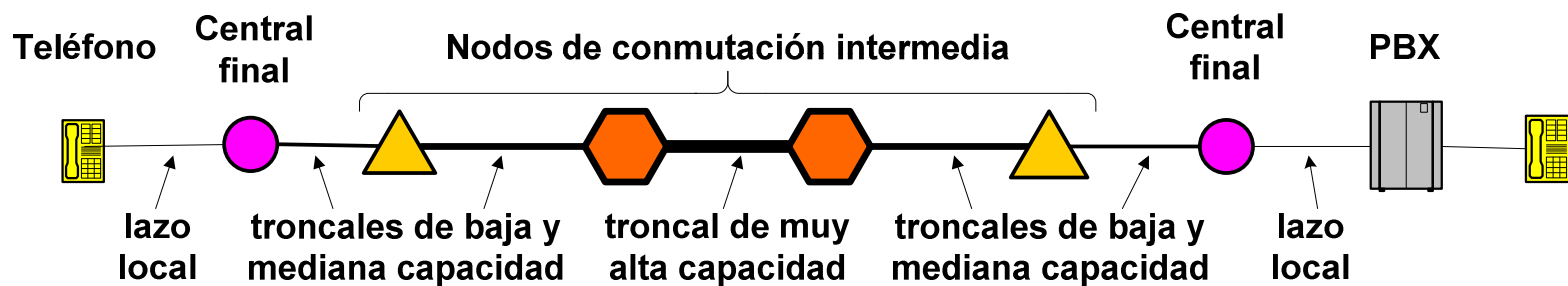 Teléfono
Central
final
Nodos de conmutación intermedia
Central
final
PBX
lazo
local
troncales de baja y
mediana capacidad
troncal de muy
alta capacidad
troncales de baja y
mediana capacidad
lazo
local